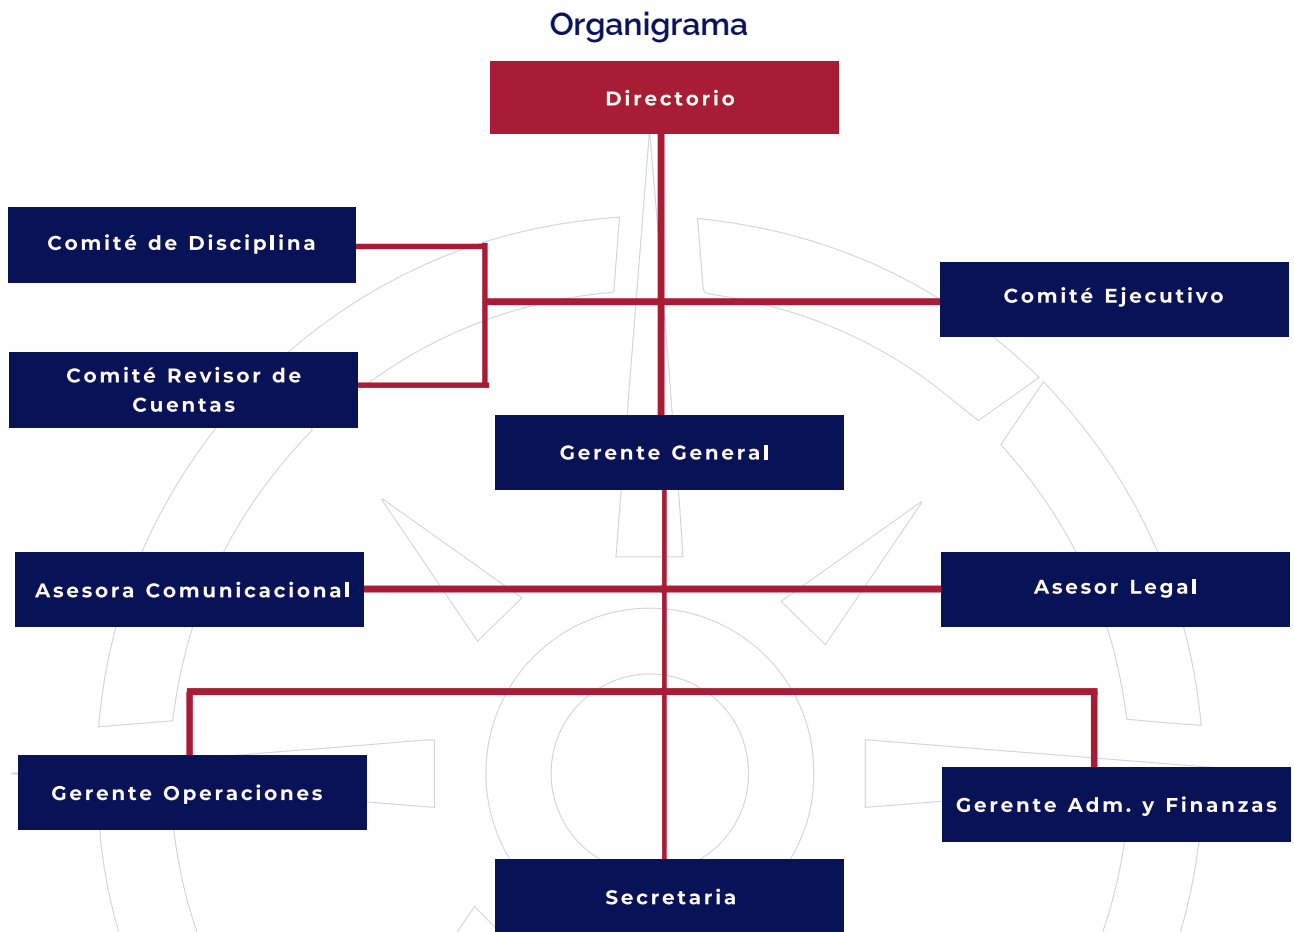 Organigrama
Directorio
Comité de Disciplina
Comité Ejecutivo
Comité Revisor de
Cuentas
Gerente General
Asesora Comunicacional
Asesor Legal
Gerente Operaciones
Gerente Adm. y Finanzas
Secretaria